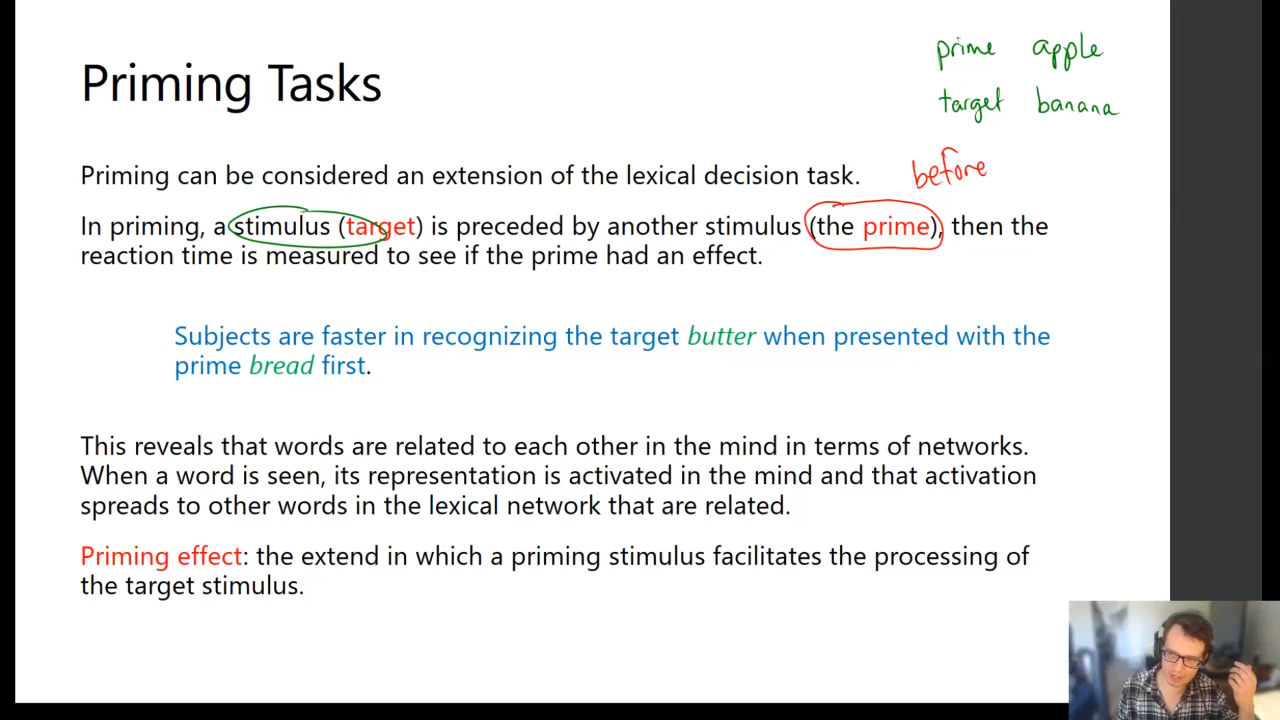 prime apple
target banana
Priming Tasks
before
Priming can be considered an extension of the lexical decision task.
In priming, a stimulus (target) is preceded by another stimulus (the prime), then the
reaction time is measured to see if the prime had an effect.
Subjects are faster in recognizing the target butter when presented with the
prime bread first.
This reveals that words are related to each other in the mind in terms of networks.
When a word is seen, its representation is activated in the mind and that activation
spreads to other words in the lexical network that are related.
Priming effect: the extend in which a priming stimulus facilitates the processing of
the target stimulus.